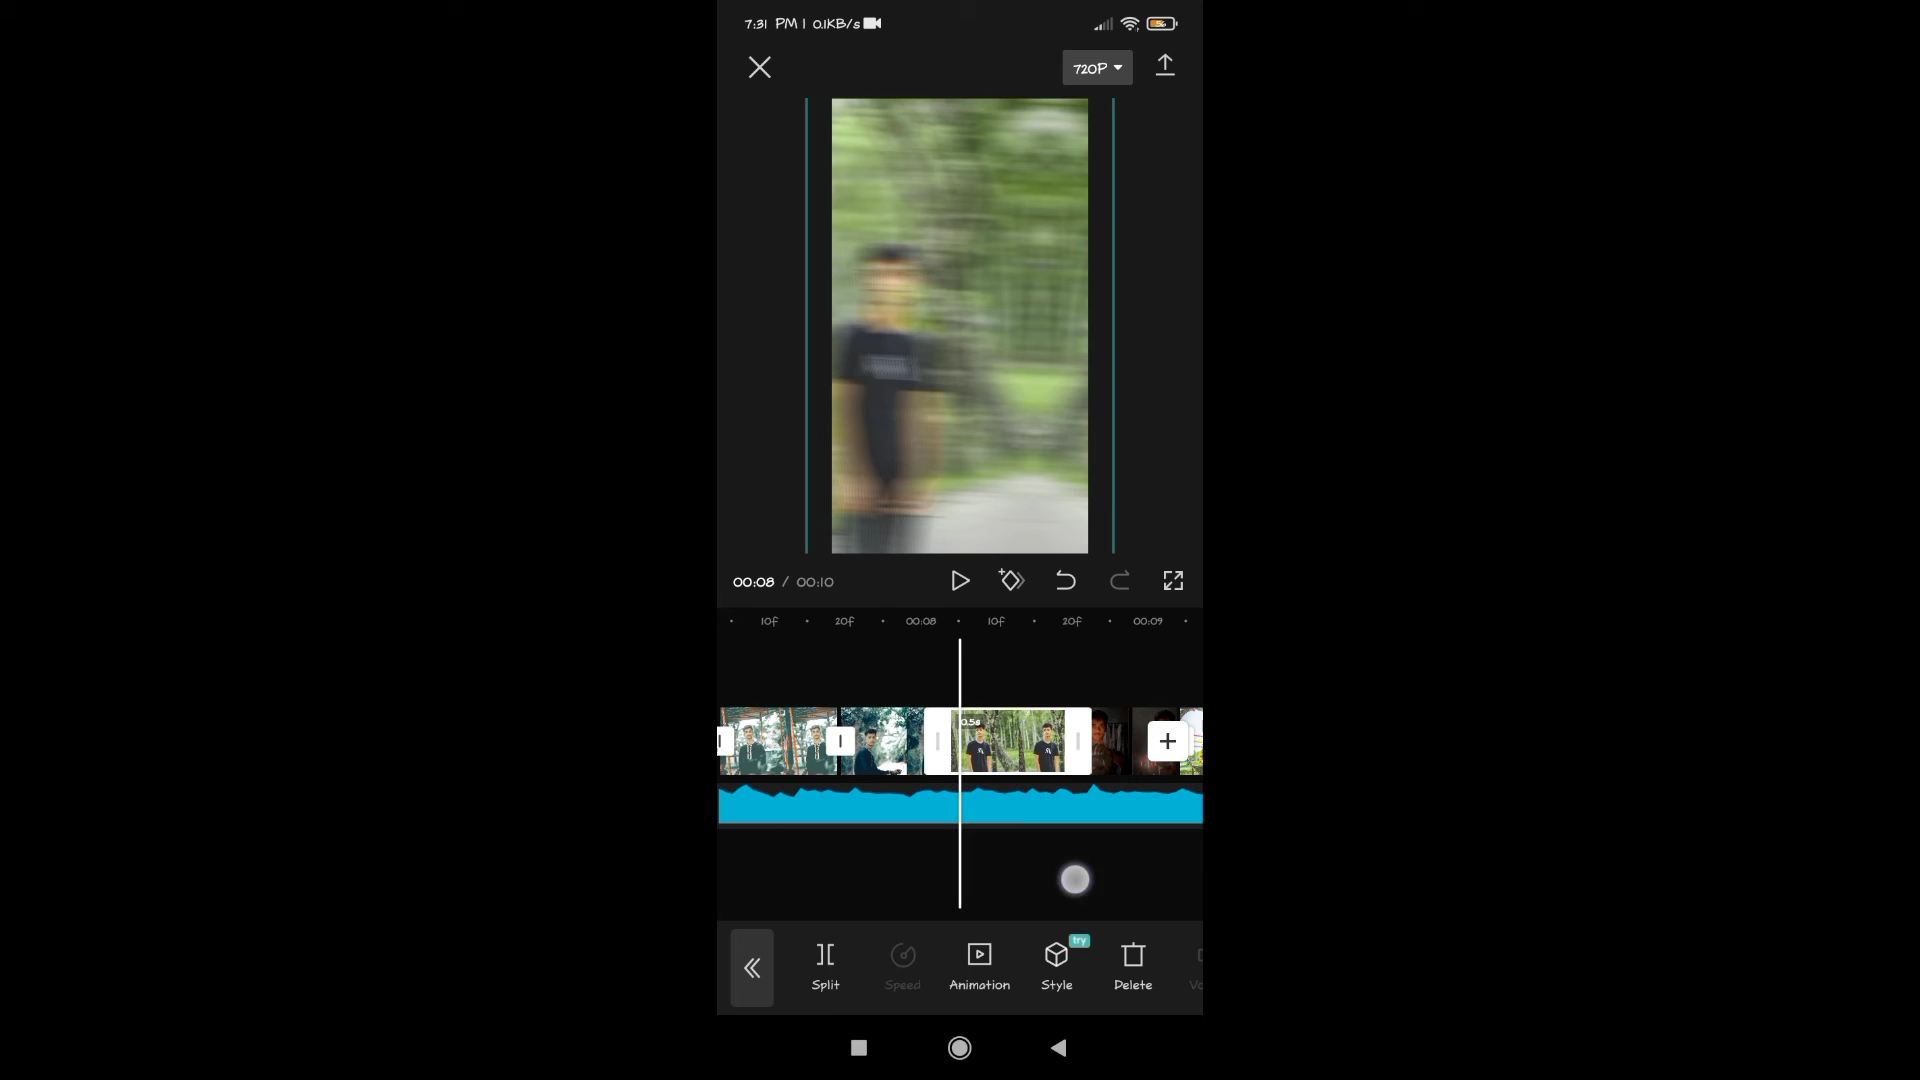 7:31 PM | 0.1KB/s
720P
00:08 / 00:10
10f 20f 00:08 10f 20f 00:09
0.5s
try
Split Speed Animation Style Delete